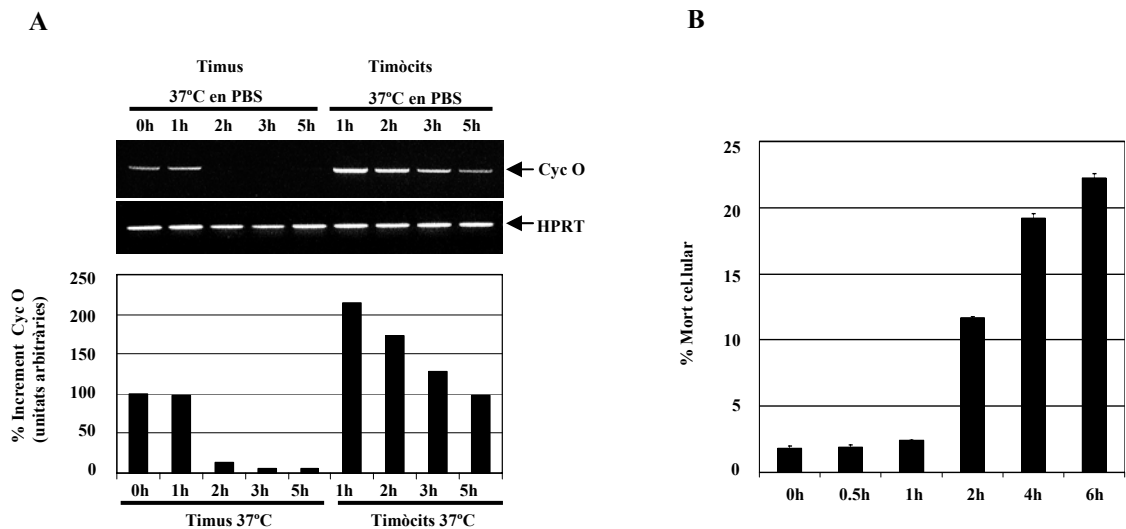 A
Timus
Timòcits
37ºC en PBS
37ºC en PBS
0h 1h 2h 3h 5h 1h 2h 3h 5h
Cyc O
HPRT
% Increment Cyc O
(unitats arbitràries)
250
200
150
100
50
0
0h 1h 2h 3h 5h 1h 2h 3h 5h
Timus 37ºC
Timòcits 37ºC
B
% Mort cel.lular
25
20
15
10
5
0
0h 0.5h 1h 2h 4h 6h